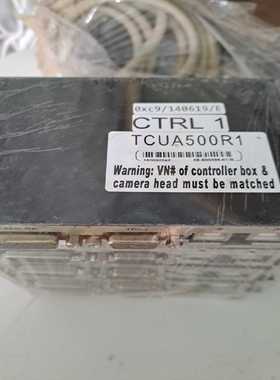 0xc9/140619/E
CTRL 1
TCUA500R1
Warning: VN# of controller box &
camera head must be matched